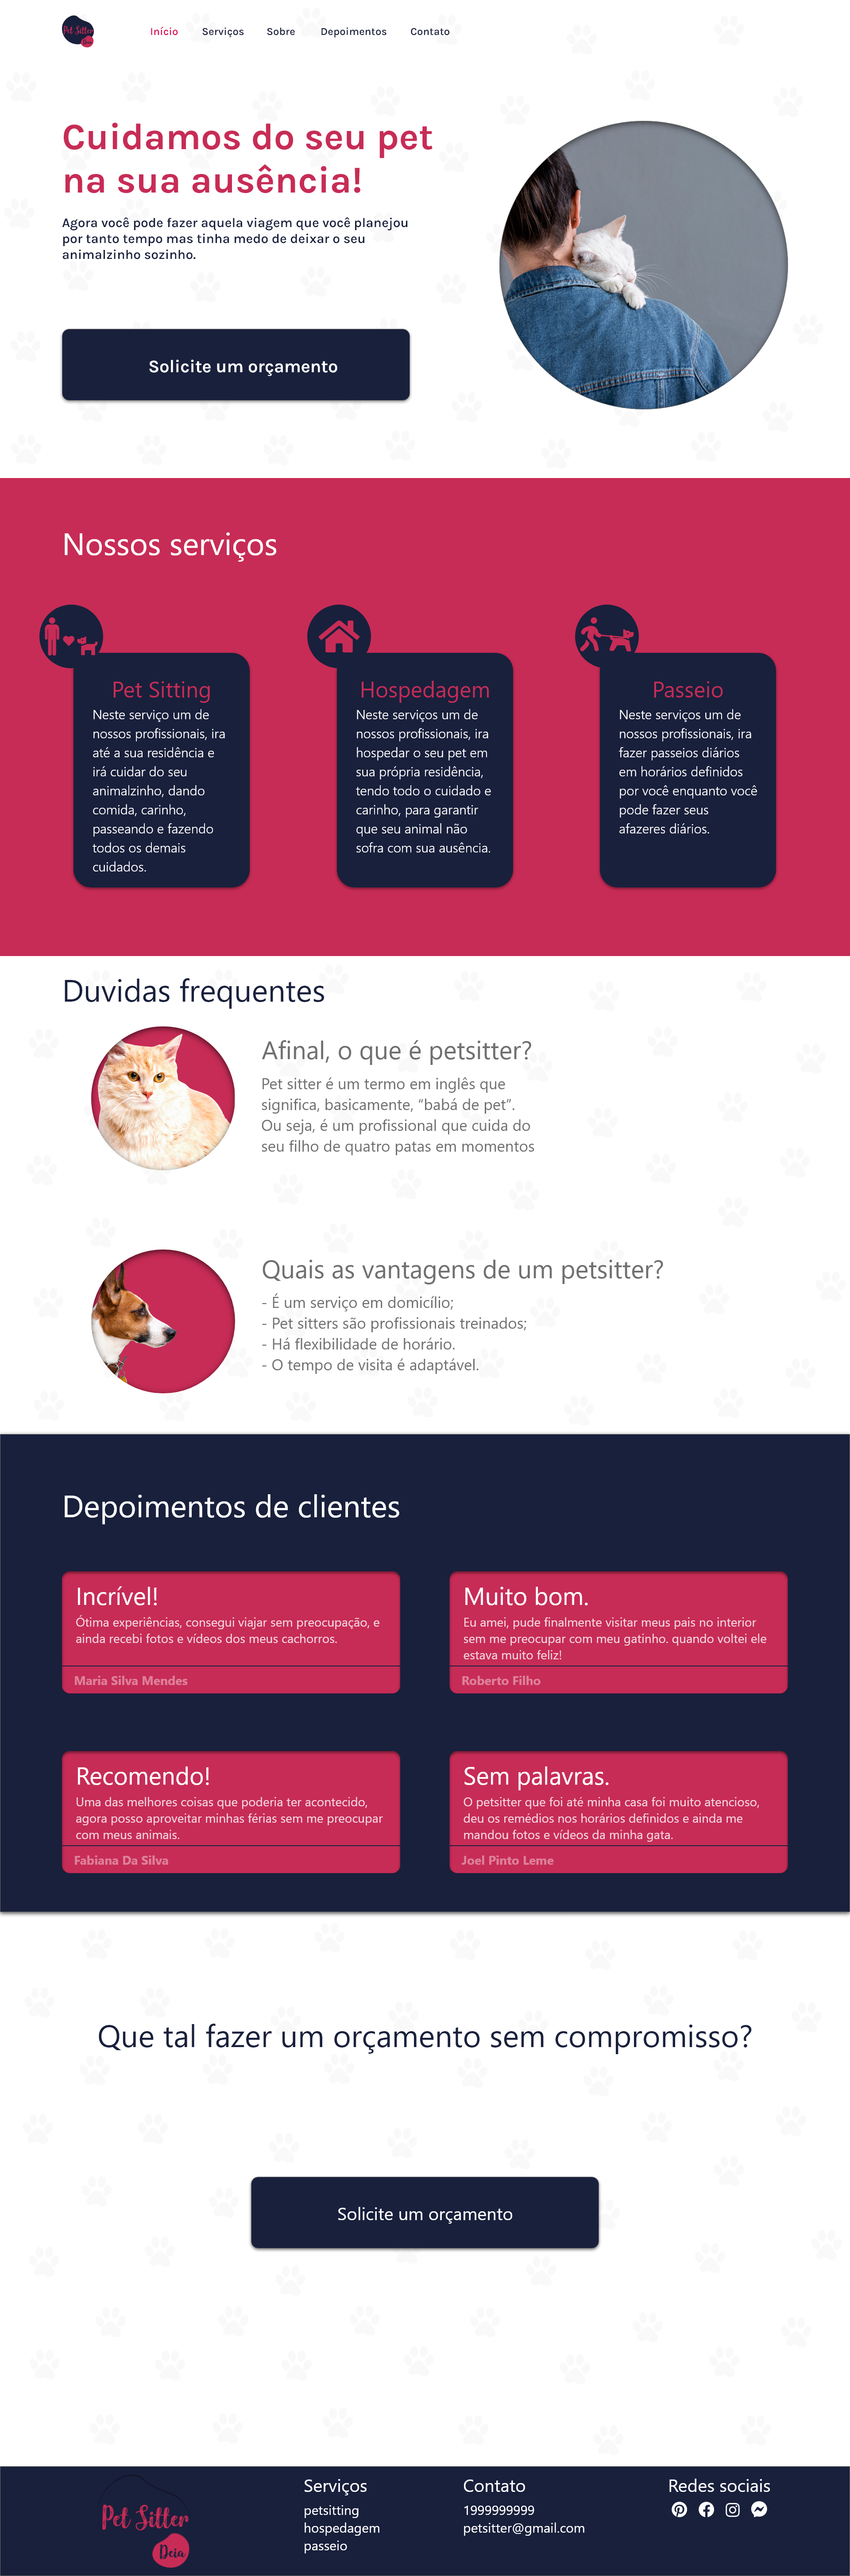 Pet Sitter
Deia
Início Serviços Sobre Depoimentos Contato
Cuidamos do seu pet
na sua ausência!
Agora você pode fazer aquela viagem que você planejou
por tanto tempo mas tinha medo de deixar o seu
animalzinho sozinho.
Solicite um orçamento
Nossos serviços
Pet Sitting
Neste serviço um de
nossos profissionais, ira
até a sua residência e
irá cuidar do seu
animalzinho, dando
comida, carinho,
passeando e fazendo
todos os demais
cuidados.
Hospedagem
Neste serviços um de
nossos profissionais, ira
hospedar o seu pet em
sua própria residência,
tendo todo o cuidado e
carinho, para garantir
que seu animal não
sofra com sua ausência.
Passeio
Neste serviços um de
nossos profissionais, ira
fazer passeios diários
em horários definidos
por você enquanto você
pode fazer seus
afazeres diários.
Duvidas frequentes
Afinal, o que é petsitter?
Pet sitter é um termo em inglês que
significa, basicamente, “babá de pet”.
Ou seja, é um profissional que cuida do
seu filho de quatro patas em momentos
Quais as vantagens de um petsitter?
- É um serviço em domicílio;
- Pet sitters são profissionais treinados;
- Há flexibilidade de horário.
- O tempo de visita é adaptável.
Depoimentos de clientes
Incrível!
Ótima experiências, consegui viajar sem preocupação, e
ainda recebi fotos e vídeos dos meus cachorros.
Maria Silva Mendes
Muito bom.
Eu amei, pude finalmente visitar meus pais no interior
sem me preocupar com meu gatinho. quando voltei ele
estava muito feliz!
Roberto Filho
Recomendo!
Uma das melhores coisas que poderia ter acontecido,
agora posso aproveitar minhas férias sem me preocupar
com meus animais.
Fabiana Da Silva
Sem palavras.
O petsitter que foi até minha casa foi muito atencioso,
deu os remédios nos horários definidos e ainda me
mandou fotos e vídeos da minha gata.
Joel Pinto Leme
Que tal fazer um orçamento sem compromisso?
Solicite um orçamento
Pet Sitter
Deia
Serviços
petsitting
hospedagem
passeio
Contato
1999999999
petsitter@gmail.com
Redes sociais